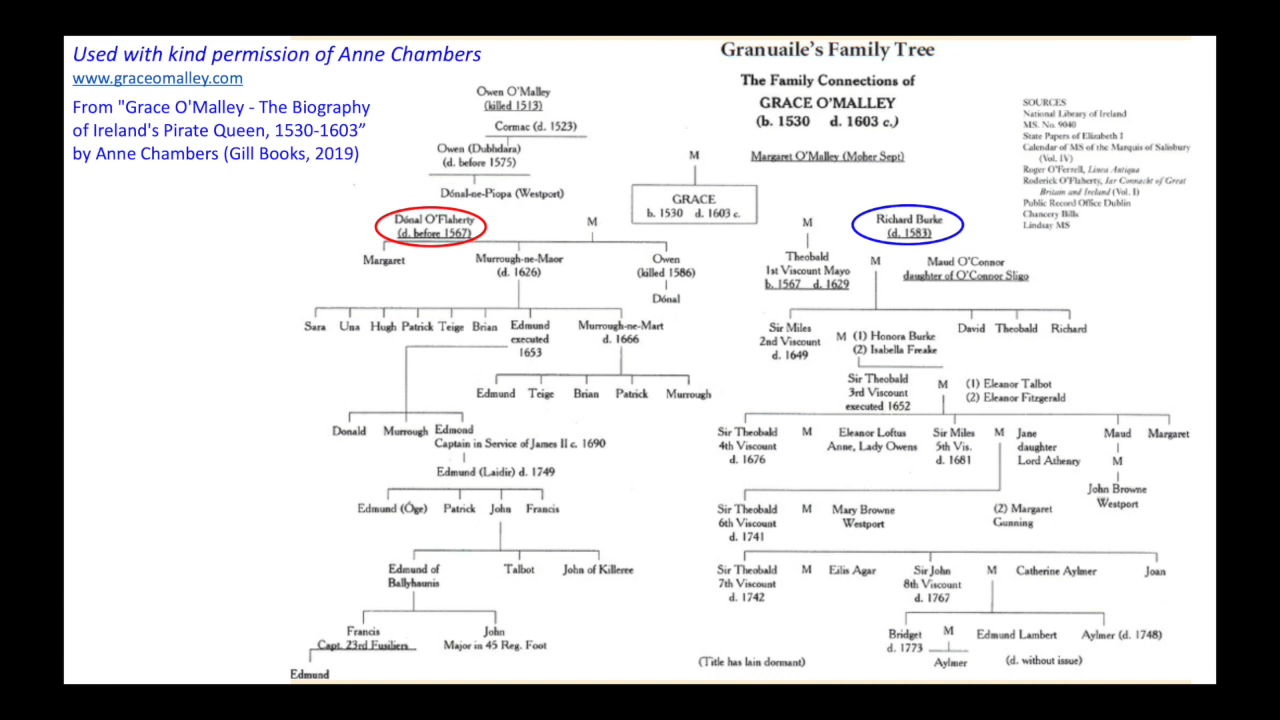 Used with kind permission of Anne Chambers
www.graceomalley.com
From "Grace O'Malley - The Biography
of Ireland's Pirate Queen, 1530-1603”
by Anne Chambers (Gill Books, 2019)
Granuaile's Family Tree
The Family Connections of
GRACE O'MALLEY
(b. 1530 d. 1603 c.)
SOURCES
National Library of Ireland
MS. No. 9040
State Papers of Elizabeth I
Calendar of MS of the Marquis of Salisbury
(Vol. IV)
Roger O'Ferrell, Linea Antiqua
Roderick O'Flaherty, Iar Connacht of Great
Britain and Ireland (Vol. I)
Public Record Office Dublin
Chancery Bills
Lindsay MS
Owen O'Malley
(killed 1513)
Cormac (d. 1523)
Owen (Dubhdara)
(d. before 1575)
M
Margaret O'Malley (Moher Sept)
Dónal-ne-Piopa (Westport)
GRACE
b. 1530 d. 1603 c.
Dónal O'Flaherty
(d. before 1567)
M
M
Richard Burke
(d. 1583)
Margaret
Murrough-ne-Maor
(d. 1626)
Owen
(killed 1586)
Dónal
Theobald
1st Viscount Mayo
b. 1567 d. 1629
M
Maud O'Connor
daughter of O'Connor Sligo
Sara Una Hugh Patrick Teige Brian Edmund
executed
1653
Murrough-ne-Mart
d. 1666
Sir Miles
2nd Viscount
d. 1649
M (1) Honora Burke
(2) Isabella Freake
David Theobald Richard
Edmund Teige Brian Patrick Murrough
Sir Theobald
3rd Viscount
executed 1652
M
(1) Eleanor Talbot
(2) Eleanor Fitzgerald
Donald Murrough Edmond
Captain in Service of James II c. 1690
Edmund (Laidir) d. 1749
Sir Theobald
4th Viscount
d. 1676
M
Eleanor Loftus
Anne, Lady Owens
Sir Miles
5th Vis.
d. 1681
M
Jane
daughter
Lord Athenry
Maud
M
John Browne
Westport
Margaret
Edmund (Óge) Patrick John Francis
Sir Theobald
6th Viscount
d. 1741
M
Mary Browne
Westport
(2) Margaret
Gunning
Edmund of
Ballyhaunis
Talbot
John of Killeree
Sir Theobald
7th Viscount
d. 1742
M
Eilis Agar
Sir John
8th Viscount
d. 1767
M
Catherine Aylmer
Joan
Francis
Capt. 23rd Fusiliers
John
Major in 45 Reg. Foot
Edmund
Bridget
d. 1773
M
Edmund Lambert
Aylmer (d. 1748)
Aylmer
(d. without issue)
(Title has lain dormant)